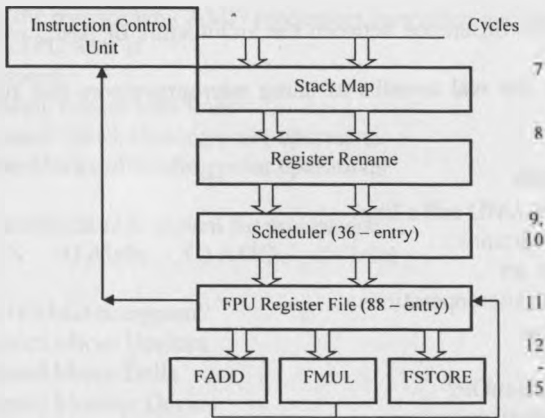 Instruction Control
Unit
Cycles
7
Stack Map
8
Register Rename
9,
Scheduler (36 - entry)
10
FPU Register File (88 - entry)
11
12
FADD
FMUL
FSTORE
-
15